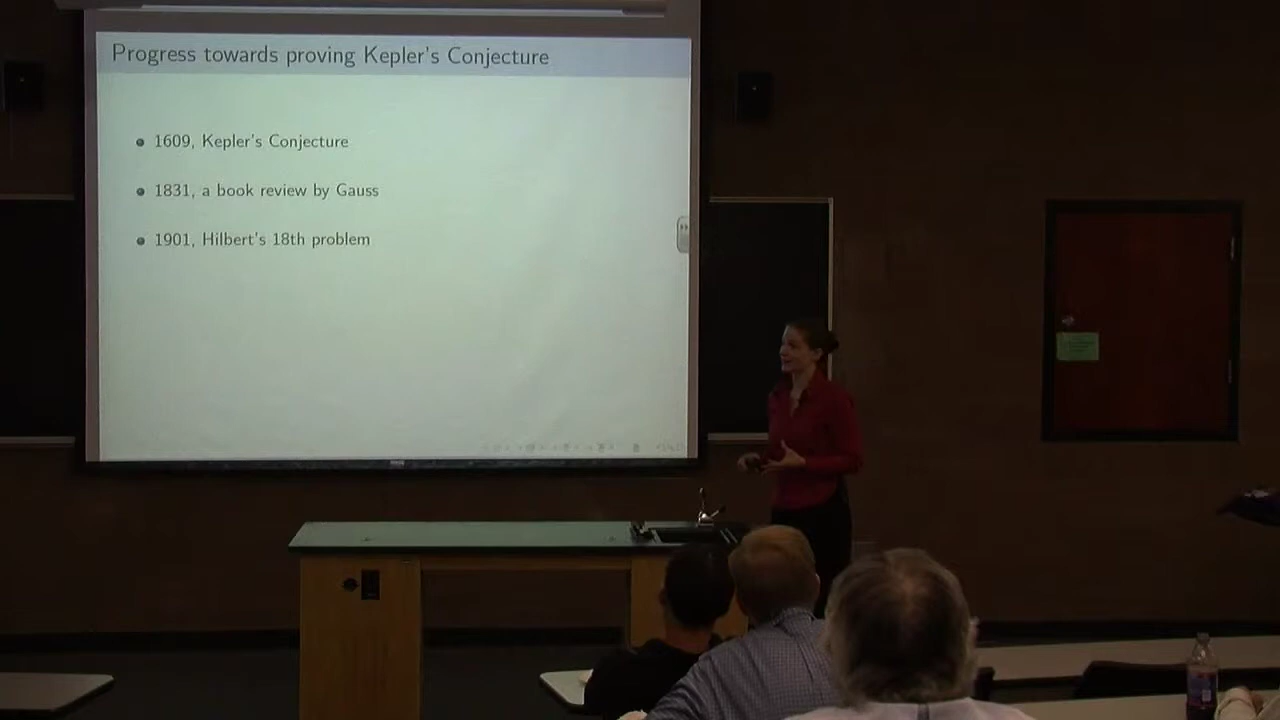 Progress towards proving Kepler's Conjecture
1609, Kepler's Conjecture
1831, a book review by Gauss
1901, Hilbert's 18th problem